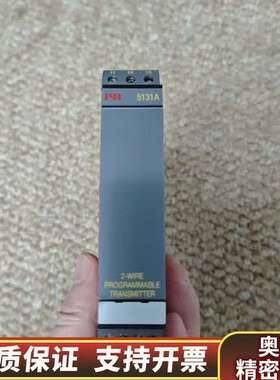 PR
5131A
2-WIRE
PROGRAMMABLE
TRANSMITTER
奥
精密
质保证 支持开票